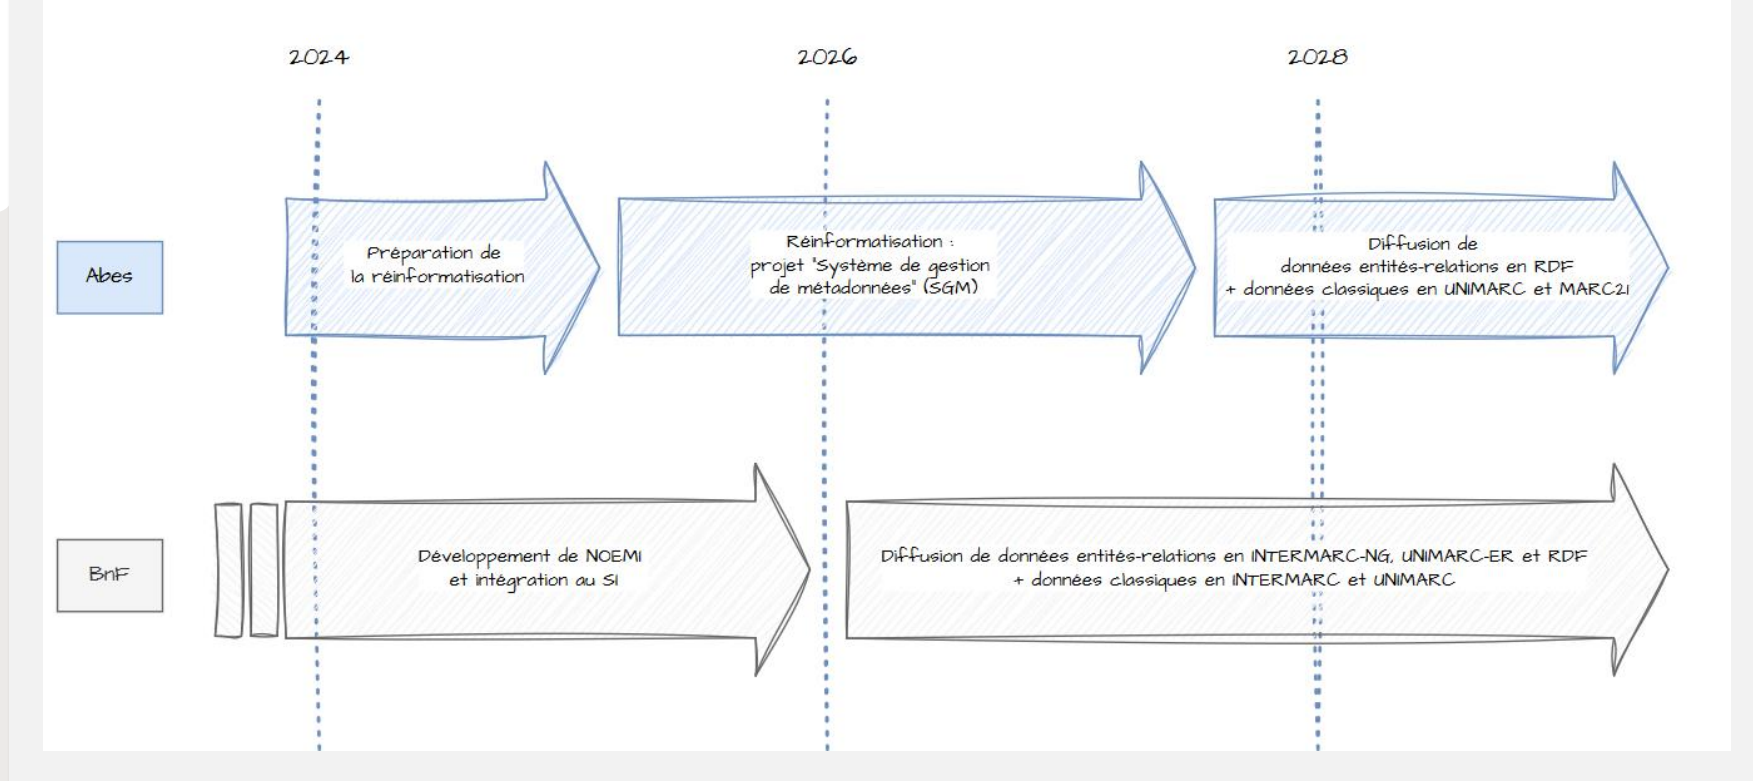 2024
2026
2028
Abes
Préparation de
la réinformatisation
Réinformatisation :
projet "Système de gestion
de métadonnées" (SGM)
Diffusion de
données entités-relations en RDF
+ données classiques en UNIMARC et MARC21
BnF
Développement de NOEMI
et intégration au SI
Diffusion de données entités-relations en INTERMARC-NG, UNIMARC-ER et RDF
+ données classiques en INTERMARC et UNIMARC